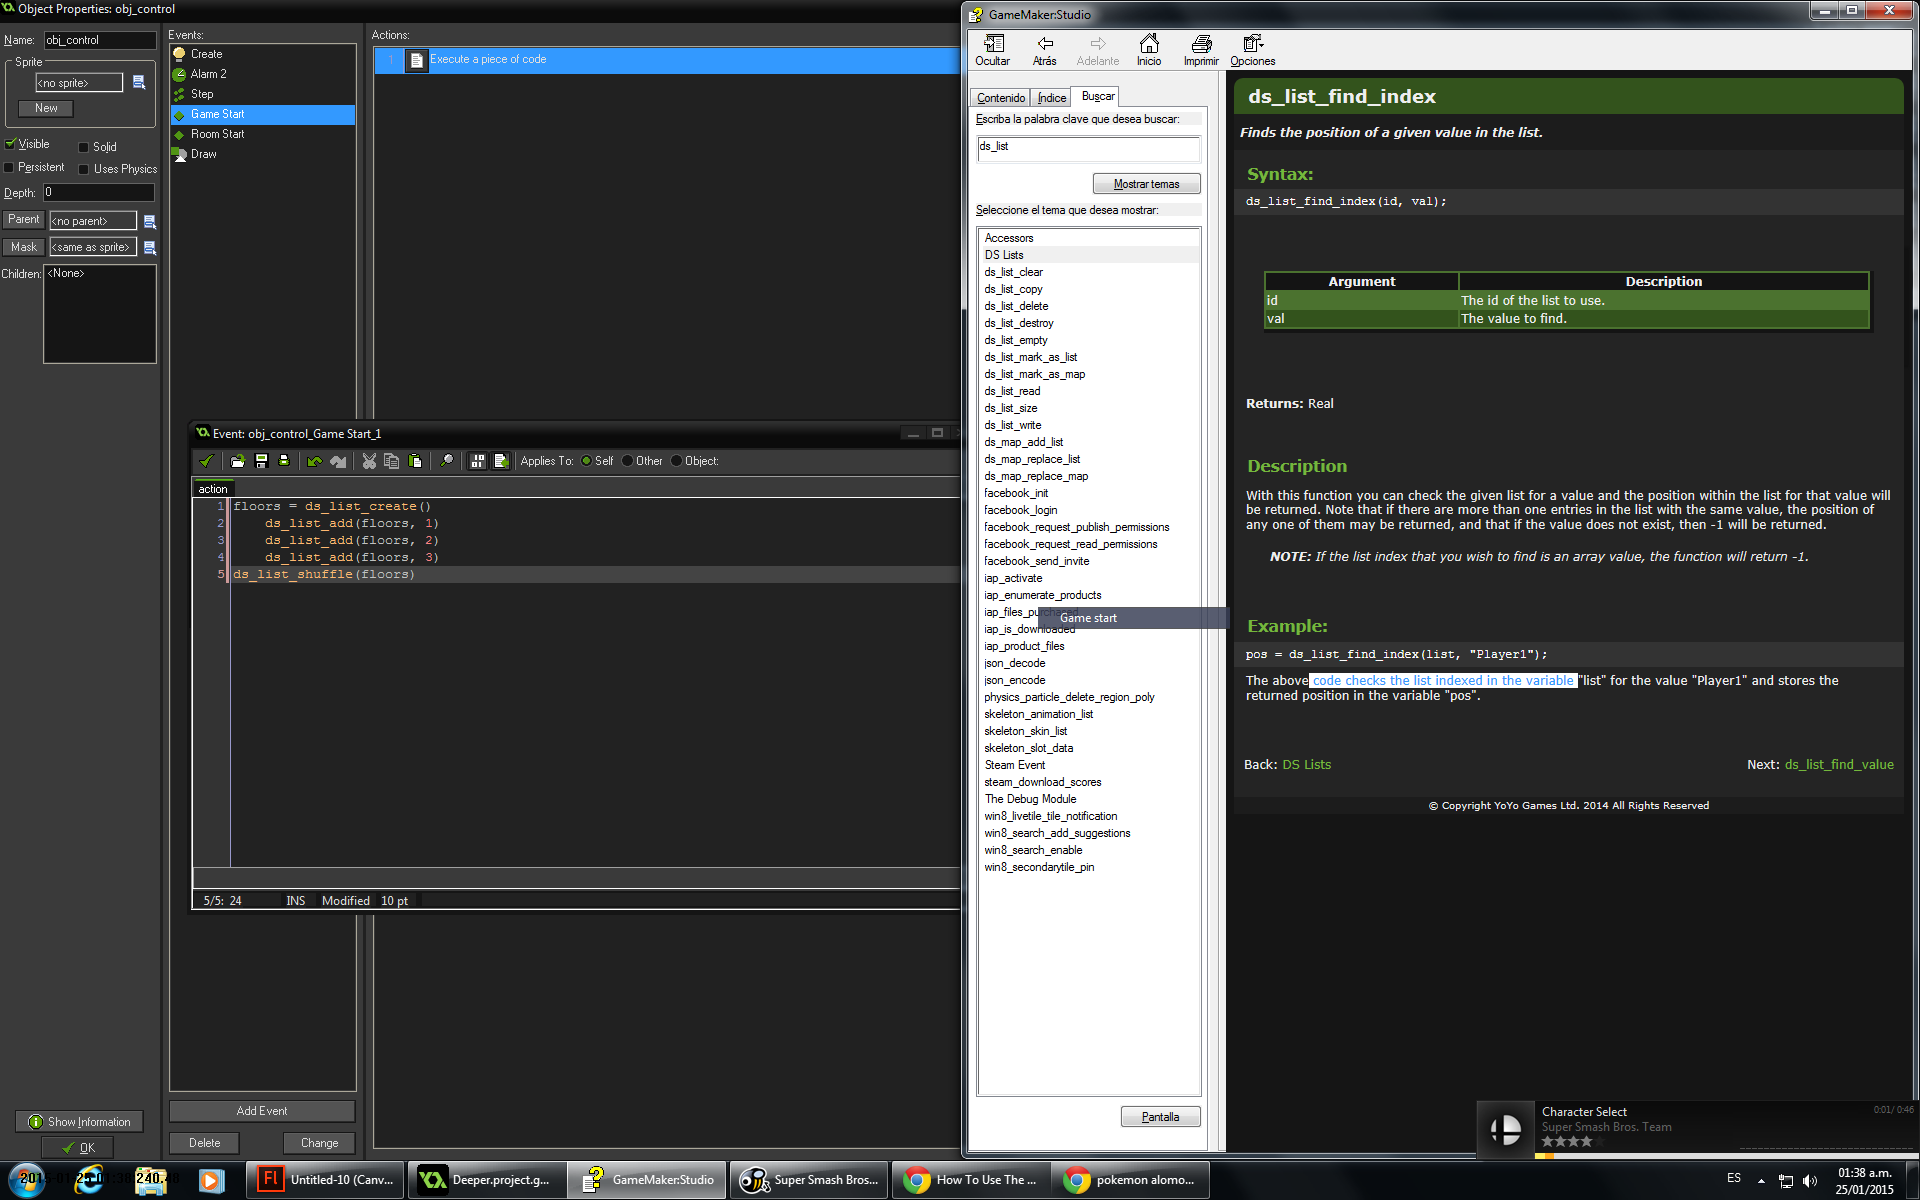 Object Properties: obj_control
Name: obj_control
Sprite
<no sprite>
New
Visible
Solid
Persistent
Uses Physics
Depth: 0
Parent <no parent>
Mask <same as sprite>
Children: <None>
Show Information
OK
Events:
Create
Alarm 2
Step
Game Start
Room Start
Draw
Add Event
Delete
Change
Actions:
1 Execute a piece of code
Event: obj_control_Game Start_1
Applies To: Self Other Object:
action
1 floors = ds_list_create()
2 ds_list_add(floors, 1)
3 ds_list_add(floors, 2)
4 ds_list_add(floors, 3)
5 ds_list_shuffle(floors)
5/5: 24 INS Modified 10 pt
GameMaker:Studio
Ocultar Atrás Adelante Inicio Imprimir Opciones
Contenido Índice Buscar
Escriba la palabra clave que desea buscar:
ds_list
Mostrar temas
Seleccione el tema que desea mostrar:
Accessors
DS Lists
ds_list_clear
ds_list_copy
ds_list_delete
ds_list_destroy
ds_list_empty
ds_list_mark_as_list
ds_list_mark_as_map
ds_list_read
ds_list_size
ds_list_write
ds_map_add_list
ds_map_replace_list
ds_map_replace_map
facebook_init
facebook_login
facebook_request_publish_permissions
facebook_request_read_permissions
facebook_send_invite
iap_activate
iap_enumerate_products
iap_files_purchased
Game start
iap_is_downloaded
iap_product_files
json_decode
json_encode
physics_particle_delete_region_poly
skeleton_animation_list
skeleton_skin_list
skeleton_slot_data
Steam Event
steam_download_scores
The Debug Module
win8_livetile_tile_notification
win8_search_add_suggestions
win8_search_enable
win8_secondarytile_pin
Pantalla
ds_list_find_index
Finds the position of a given value in the list.
Syntax:
ds_list_find_index(id, val);
Argument Description
id The id of the list to use.
val The value to find.
Returns: Real
Description
With this function you can check the given list for a value and the position within the list for that value will
be returned. Note that if there are more than one entries in the list with the same value, the position of
any one of them may be returned, and that if the value does not exist, then -1 will be returned.
NOTE: If the list index that you wish to find is an array value, the function will return -1.
Example:
pos = ds_list_find_index(list, "Player1");
The above code checks the list indexed in the variable "list" for the value "Player1" and stores the
returned position in the variable "pos".
Back: DS Lists
Next: ds_list_find_value
© Copyright YoYo Games Ltd. 2014 All Rights Reserved
Character Select
0:01/ 0:46
Super Smash Bros. Team
Untitled-10 (Canv...
Deeper.project.g...
GameMaker:Studio
Super Smash Bros...
How To Use The ...
pokemon alomo...
ES
01:38 a.m.
25/01/2015